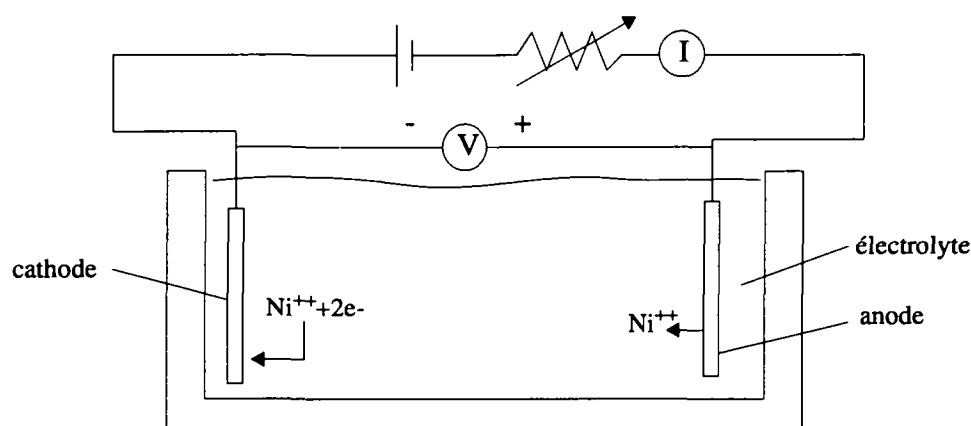 I
- +
V
cathode
électrolyte
Ni++ +2e-
Ni++
anode